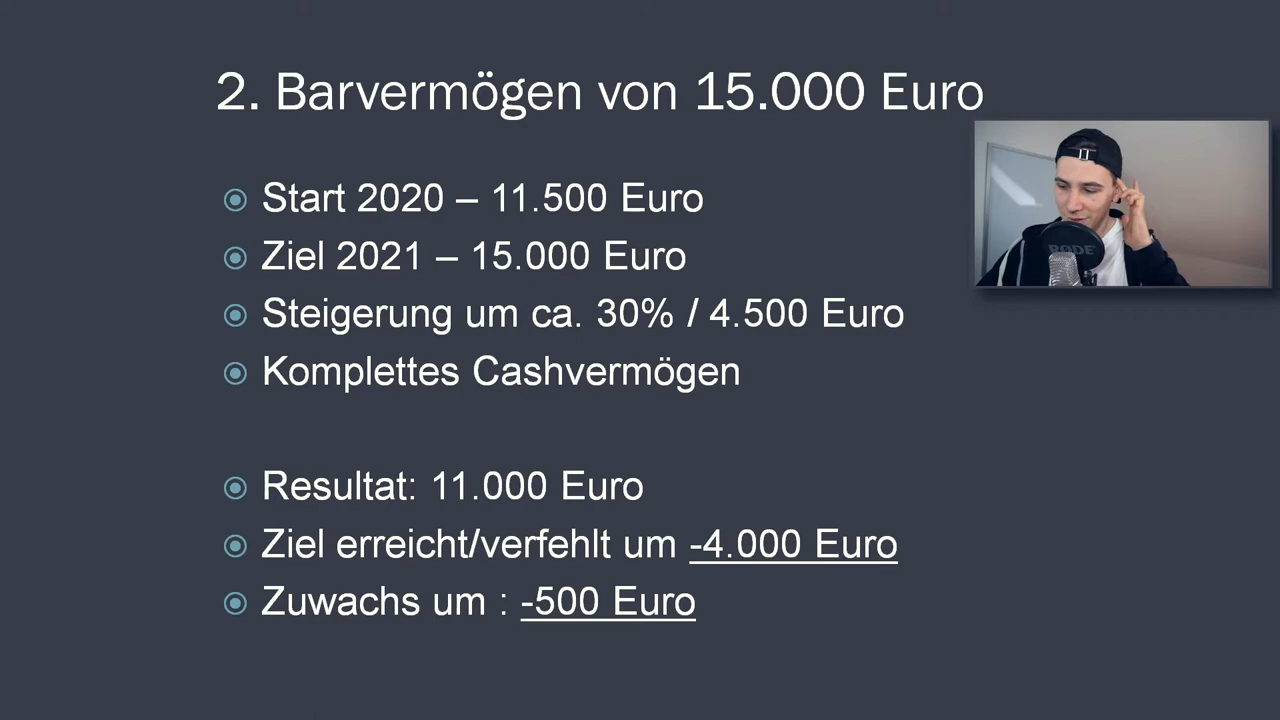 2. Barvermögen von 15.000 Euro
Start 2020 – 11.500 Euro
Ziel 2021 – 15.000 Euro
Steigerung um ca. 30% / 4.500 Euro
Komplettes Cashvermögen
Resultat: 11.000 Euro
Ziel erreicht/verfehlt um -4.000 Euro
Zuwachs um : -500 Euro
RØDE